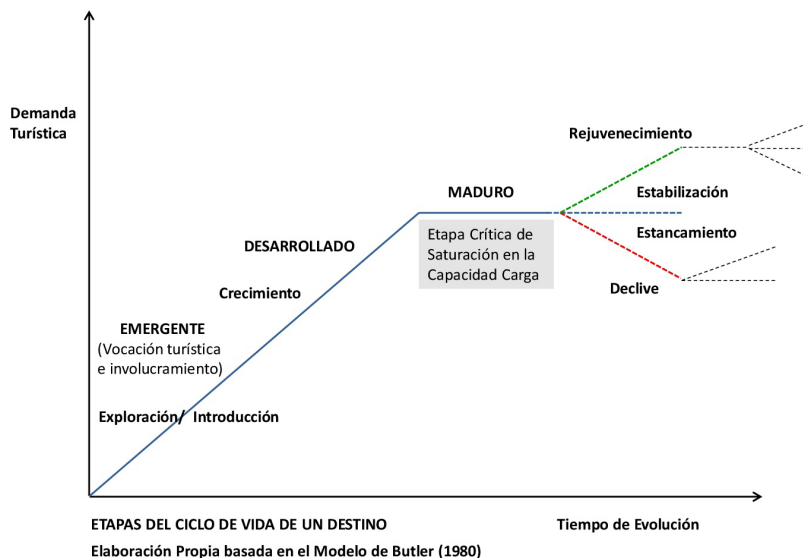 Demanda
Turística
Rejuvenecimiento
MADURO
Estabilización
Etapa Crítica de
Saturación en la
Capacidad Carga
Estancamiento
DESARROLLADO
Declive
Crecimiento
EMERGENTE
(Vocación turística
e involucramiento)
Exploración/ Introducción
ETAPAS DEL CICLO DE VIDA DE UN DESTINO
Tiempo de Evolución
Elaboración Propia basada en el Modelo de Butler (1980)